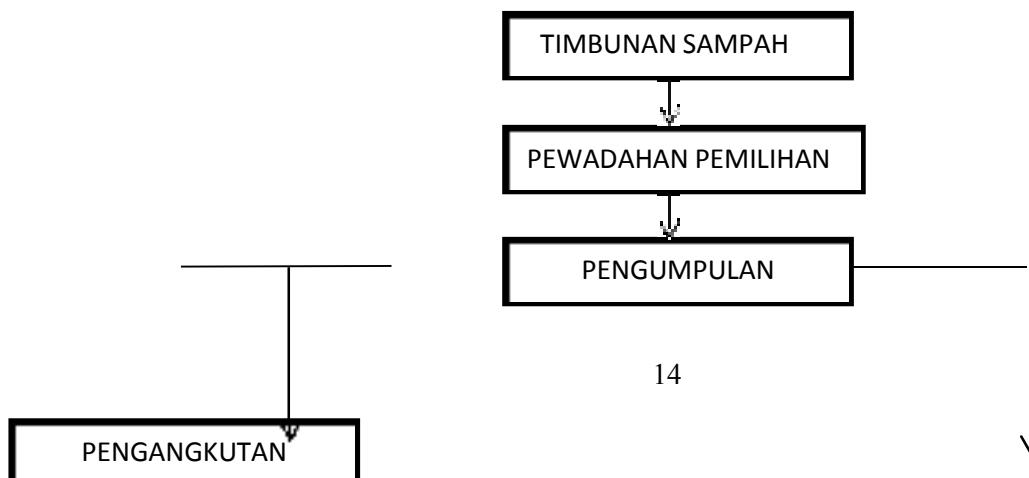 TIMBUNAN SAMPAH
PEWADAHAN PEMILIHAN
PENGUMPULAN
14
PENGANGKUTAN